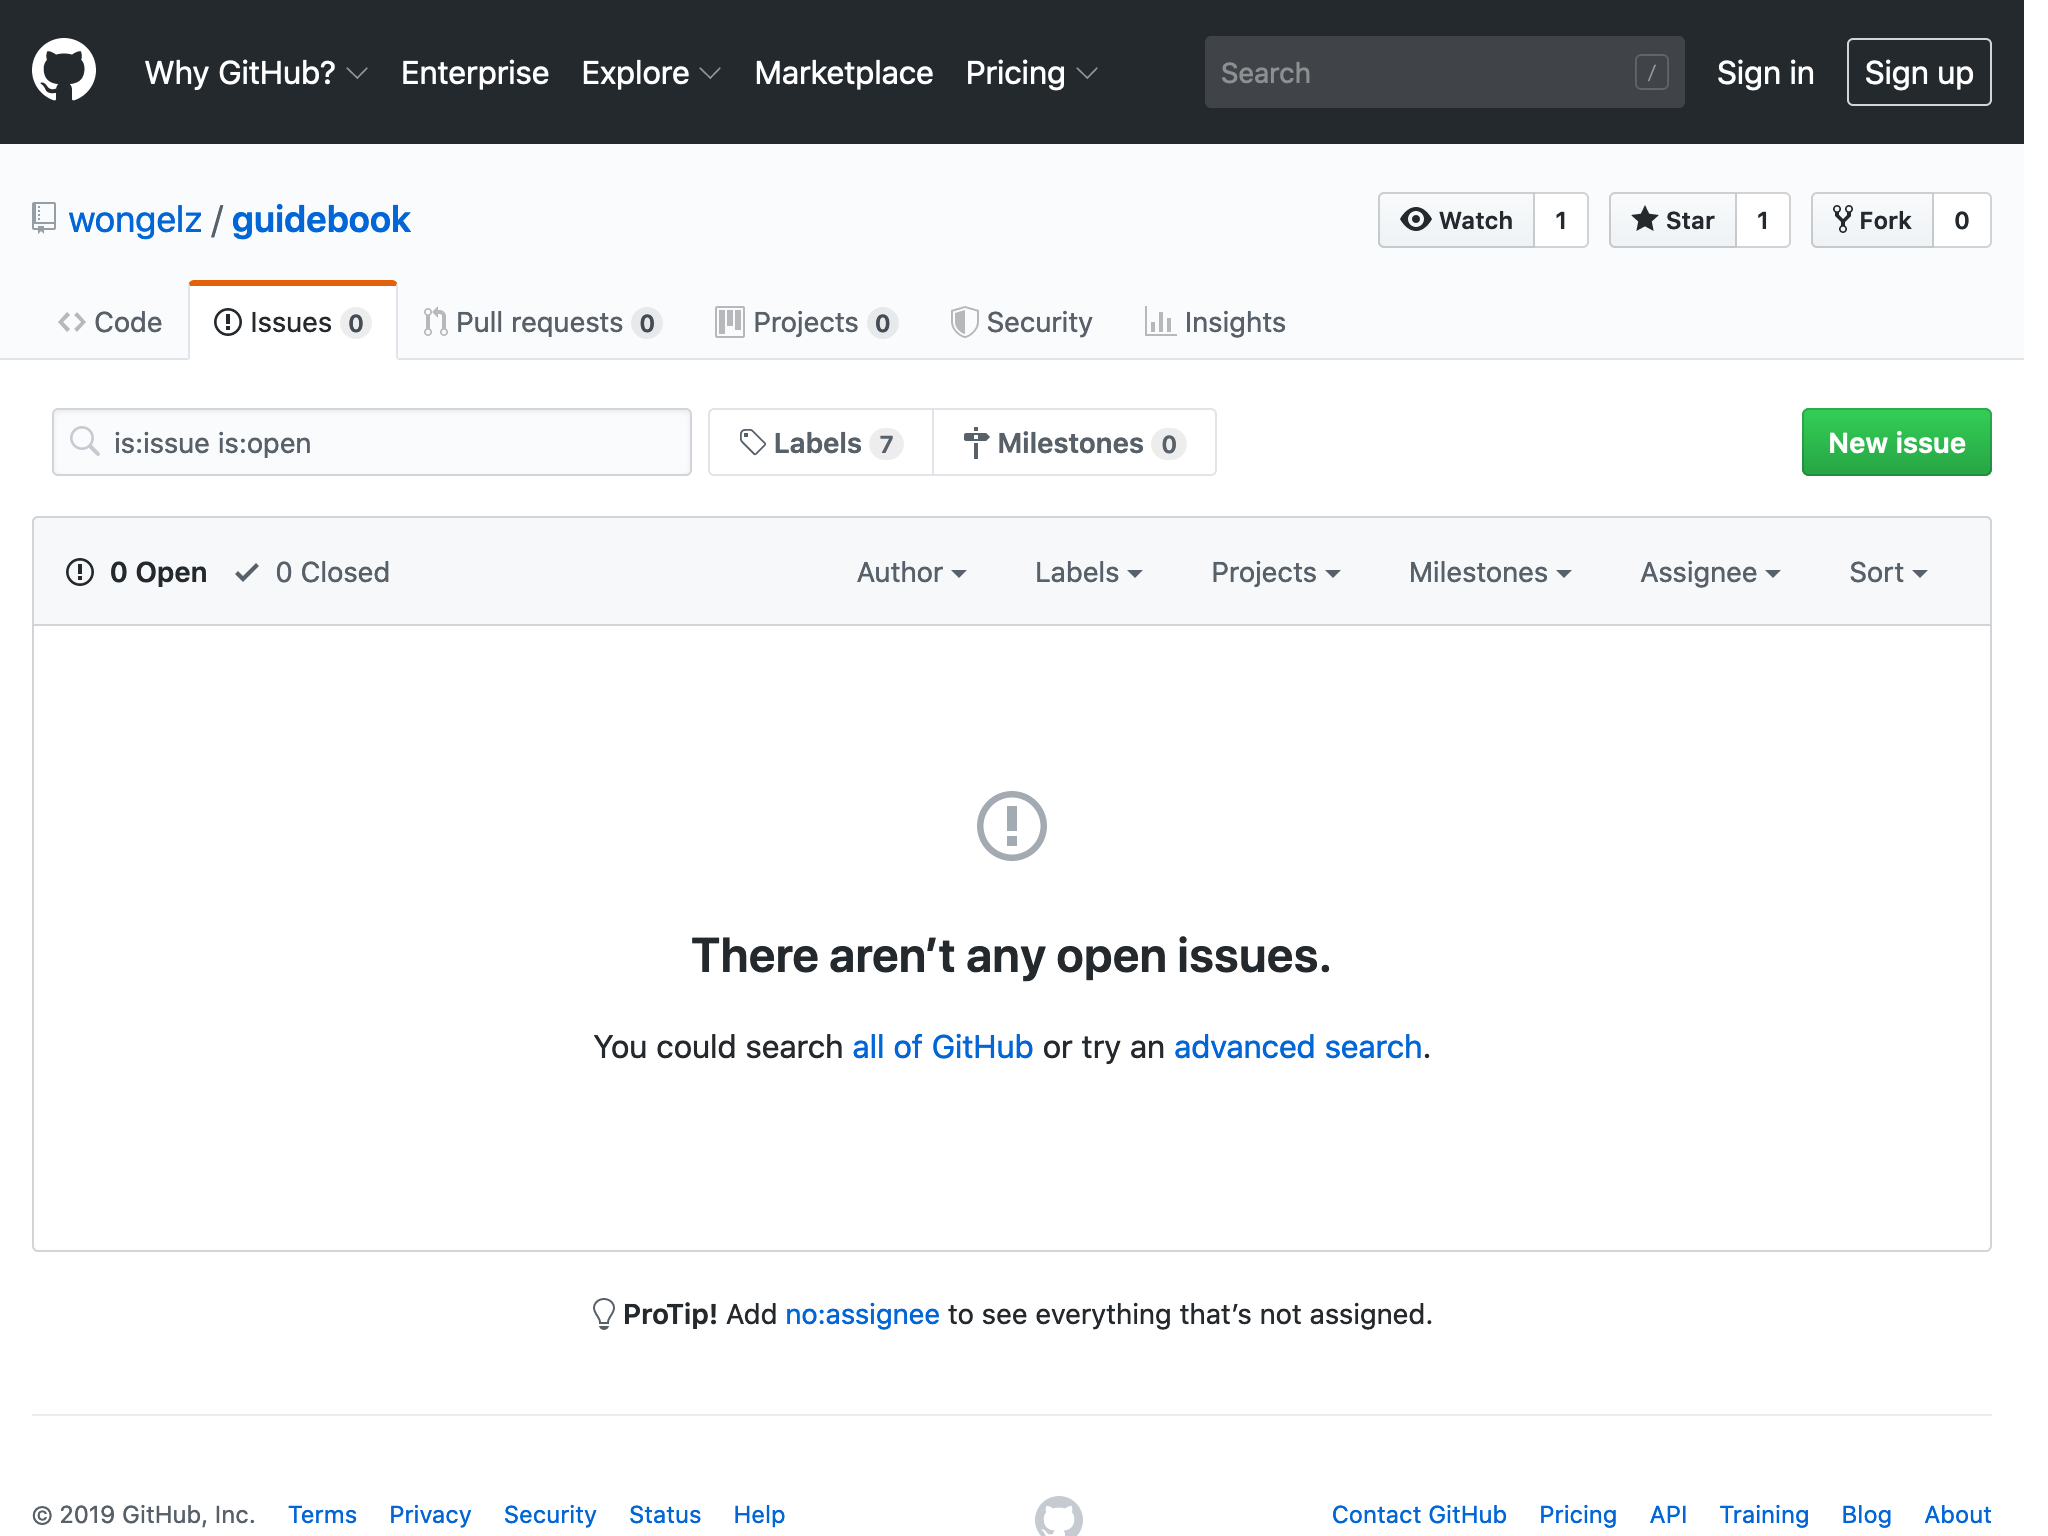 Why GitHub? Enterprise Explore Marketplace Pricing Search / Sign in Sign up
wongelz / guidebook Watch 1 Star 1 Fork 0
Code Issues 0 Pull requests 0 Projects 0 Security Insights
is:issue is:open Labels 7 Milestones 0 New issue
0 Open 0 Closed Author Labels Projects Milestones Assignee Sort
There aren’t any open issues.
You could search all of GitHub or try an advanced search.
ProTip! Add no:assignee to see everything that’s not assigned.
© 2019 GitHub, Inc. Terms Privacy Security Status Help Contact GitHub Pricing API Training Blog About